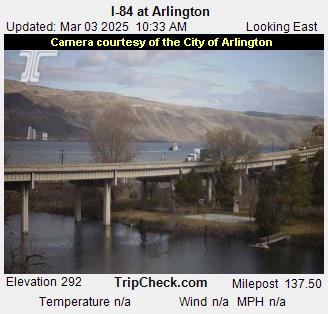 I-84 at Arlington
Updated: Mar 03 2025 10:33 AM Looking East
Camera courtesy of the City of Arlington
Elevation 292 TripCheck.com Milepost 137.50
Temperature n/a Wind n/a MPH n/a